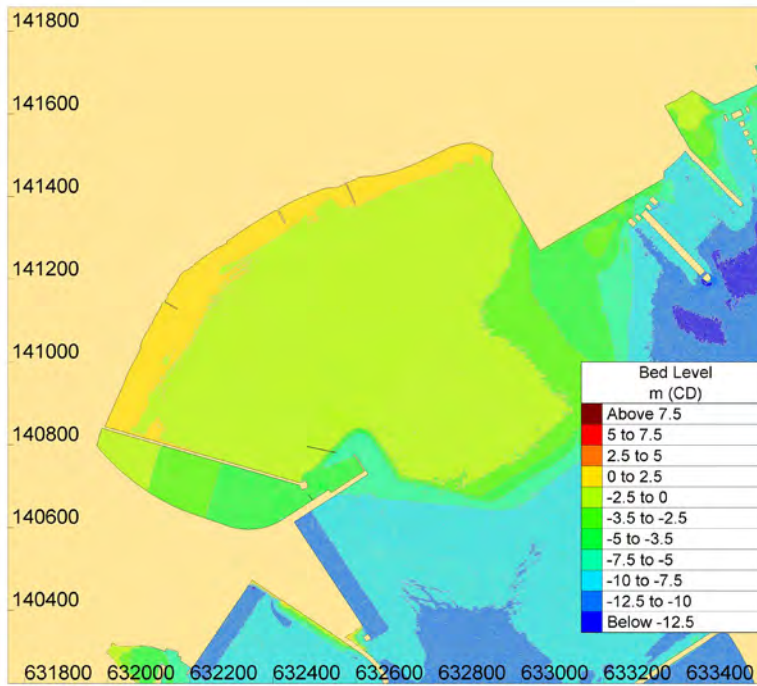 141800
141600
141400
141200
141000
140800
140600
140400
631800 632000 632200 632400 632600 632800 633000 633200 633400
Bed Level
m (CD)
Above 7.5
5 to 7.5
2.5 to 5
0 to 2.5
-2.5 to 0
-3.5 to -2.5
-5 to -3.5
-7.5 to -5
-10 to -7.5
-12.5 to -10
Below -12.5